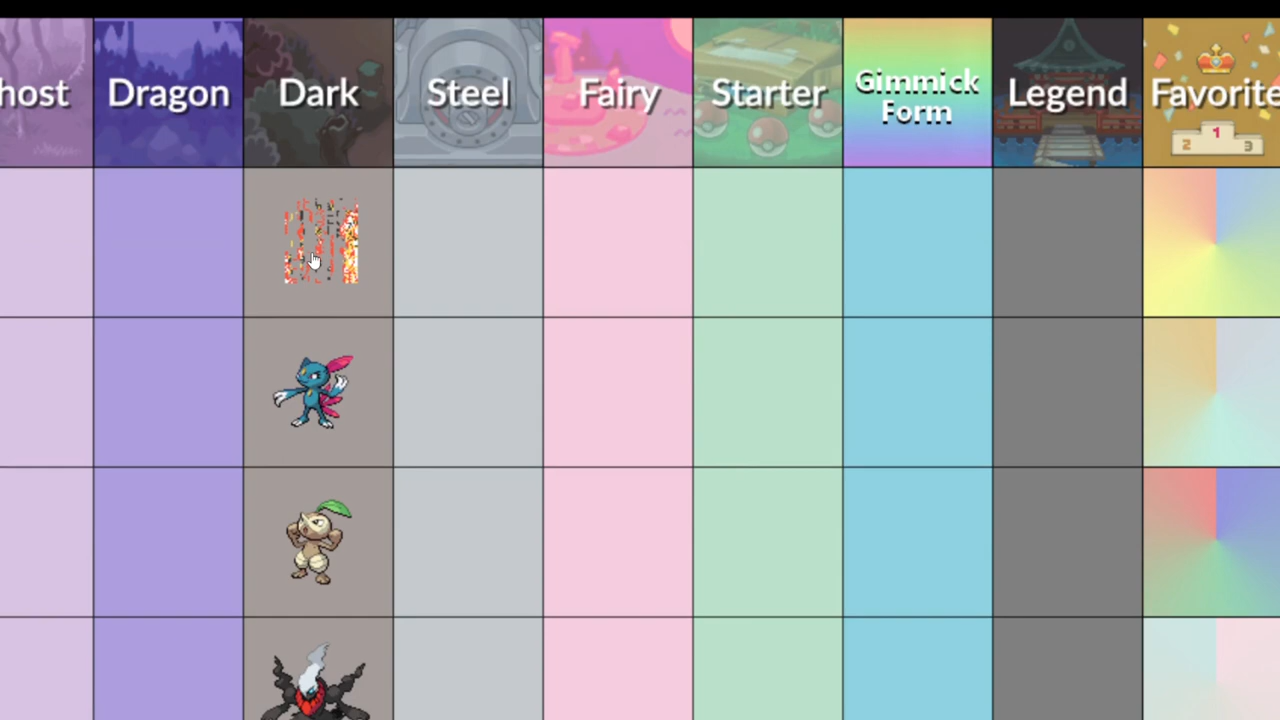 host
Dragon
Dark
Steel
Fairy
Starter
Gimmick
Form
Legend
Favorite
1
2
3